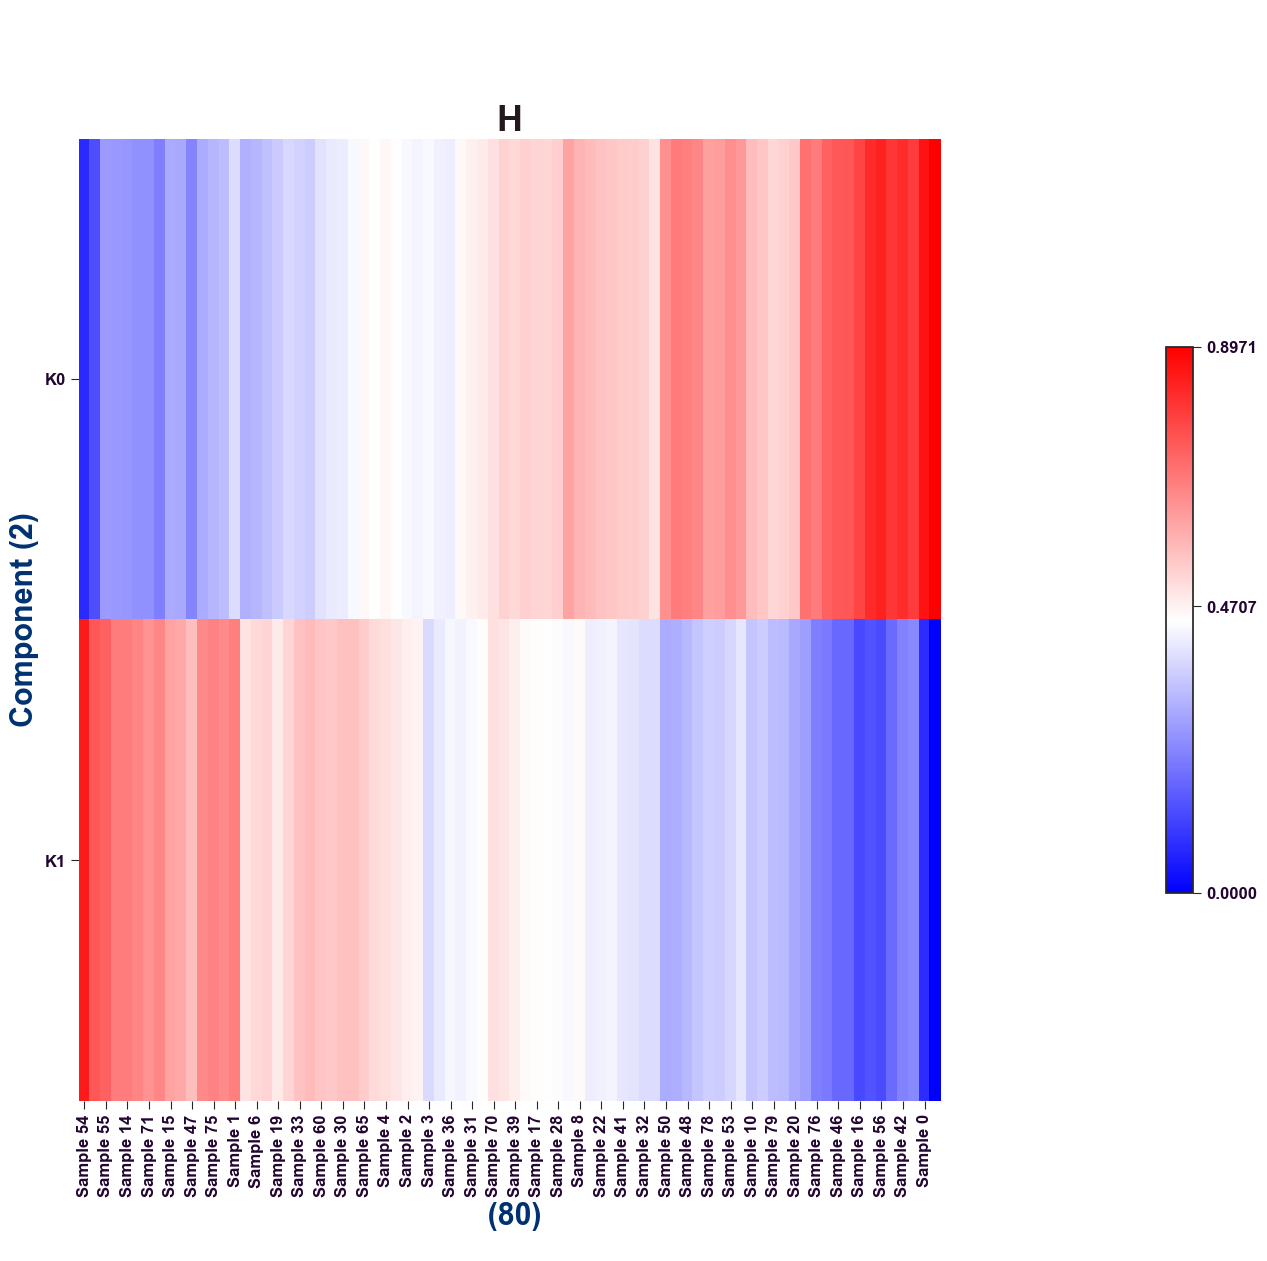 H
K0
K1
Component (2)
0.8971
0.4707
0.0000
Sample 54
Sample 55
Sample 14
Sample 71
Sample 15
Sample 47
Sample 75
Sample 1
Sample 6
Sample 19
Sample 33
Sample 60
Sample 30
Sample 65
Sample 4
Sample 2
Sample 3
Sample 36
Sample 31
Sample 70
Sample 39
Sample 17
Sample 28
Sample 8
Sample 22
Sample 41
Sample 32
Sample 50
Sample 48
Sample 78
Sample 53
Sample 10
Sample 79
Sample 20
Sample 76
Sample 46
Sample 16
Sample 56
Sample 42
Sample 0
(80)